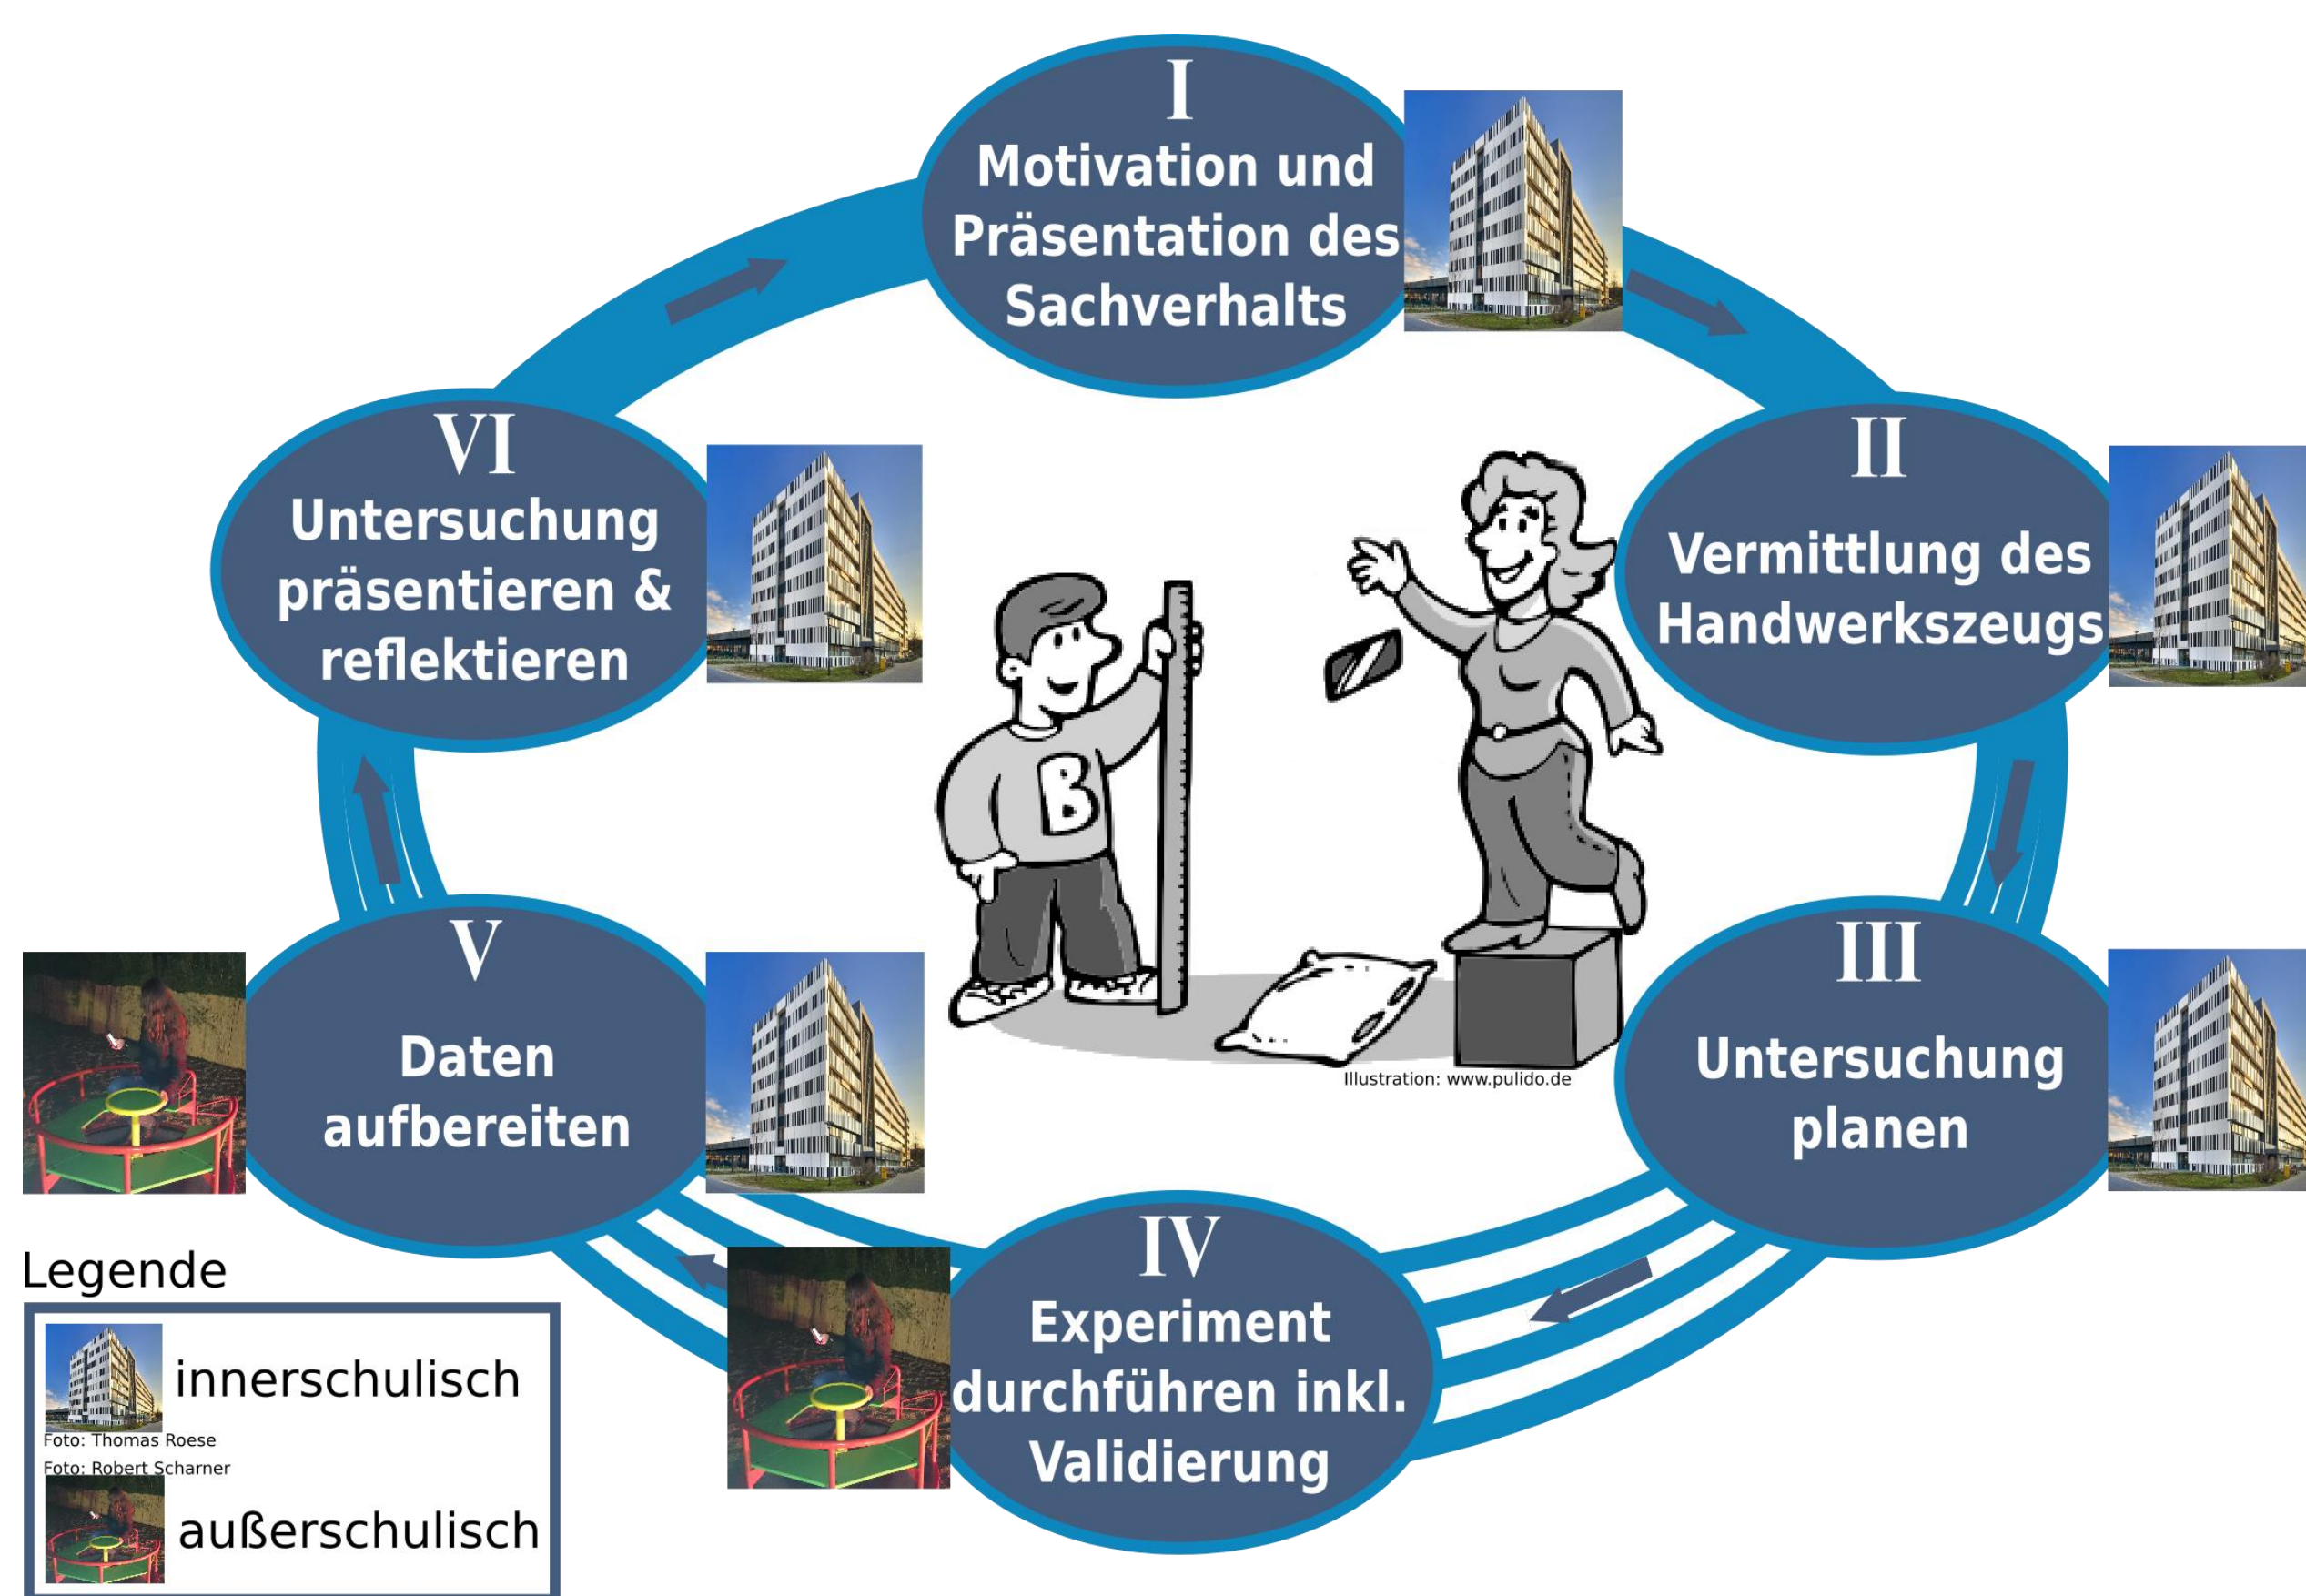 I
Motivation und
Präsentation des
Sachverhalts
II
Vermittlung des
Handwerkszeugs
III
Untersuchung
planen
IV
Experiment
durchführen inkl.
Validierung
V
Daten
aufbereiten
VI
Untersuchung
präsentieren &
reflektieren
B
Illustration: www.pulido.de
Legende
innerschulisch
Foto: Thomas Roese
Foto: Robert Scharner
außerschulisch